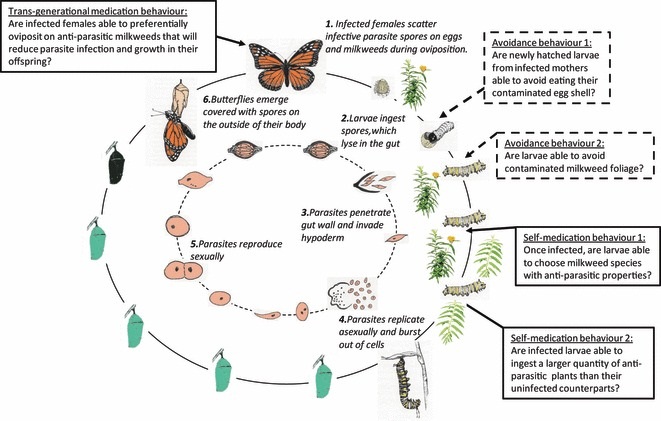 Trans-generational medication behaviour:
Are infected females able to preferentially
oviposit on anti-parasitic milkweeds that will
reduce parasite infection and growth in their
offspring?
1. Infected females scatter
infective parasite spores on eggs
and milkweeds during oviposition.
Avoidance behaviour 1:
Are newly hatched larvae
from infected mothers
able to avoid eating their
contaminated egg shell?
6.Butterflies emerge
covered with spores on
the outside of their body
2.Larvae ingest
spores,which
lyse in the gut
Avoidance behaviour 2:
Are larvae able to avoid
contaminated milkweed foliage?
3.Parasites penetrate
gut wall and invade
hypoderm
5.Parasites reproduce
sexually
Self-medication behaviour 1:
Once infected, are larvae able
to choose milkweed species
with anti-parasitic properties?
4.Parasites replicate
asexually and burst
out of cells
Self-medication behaviour 2:
Are infected larvae able to
ingest a larger quantity of anti-
parasitic plants than their
uninfected counterparts?